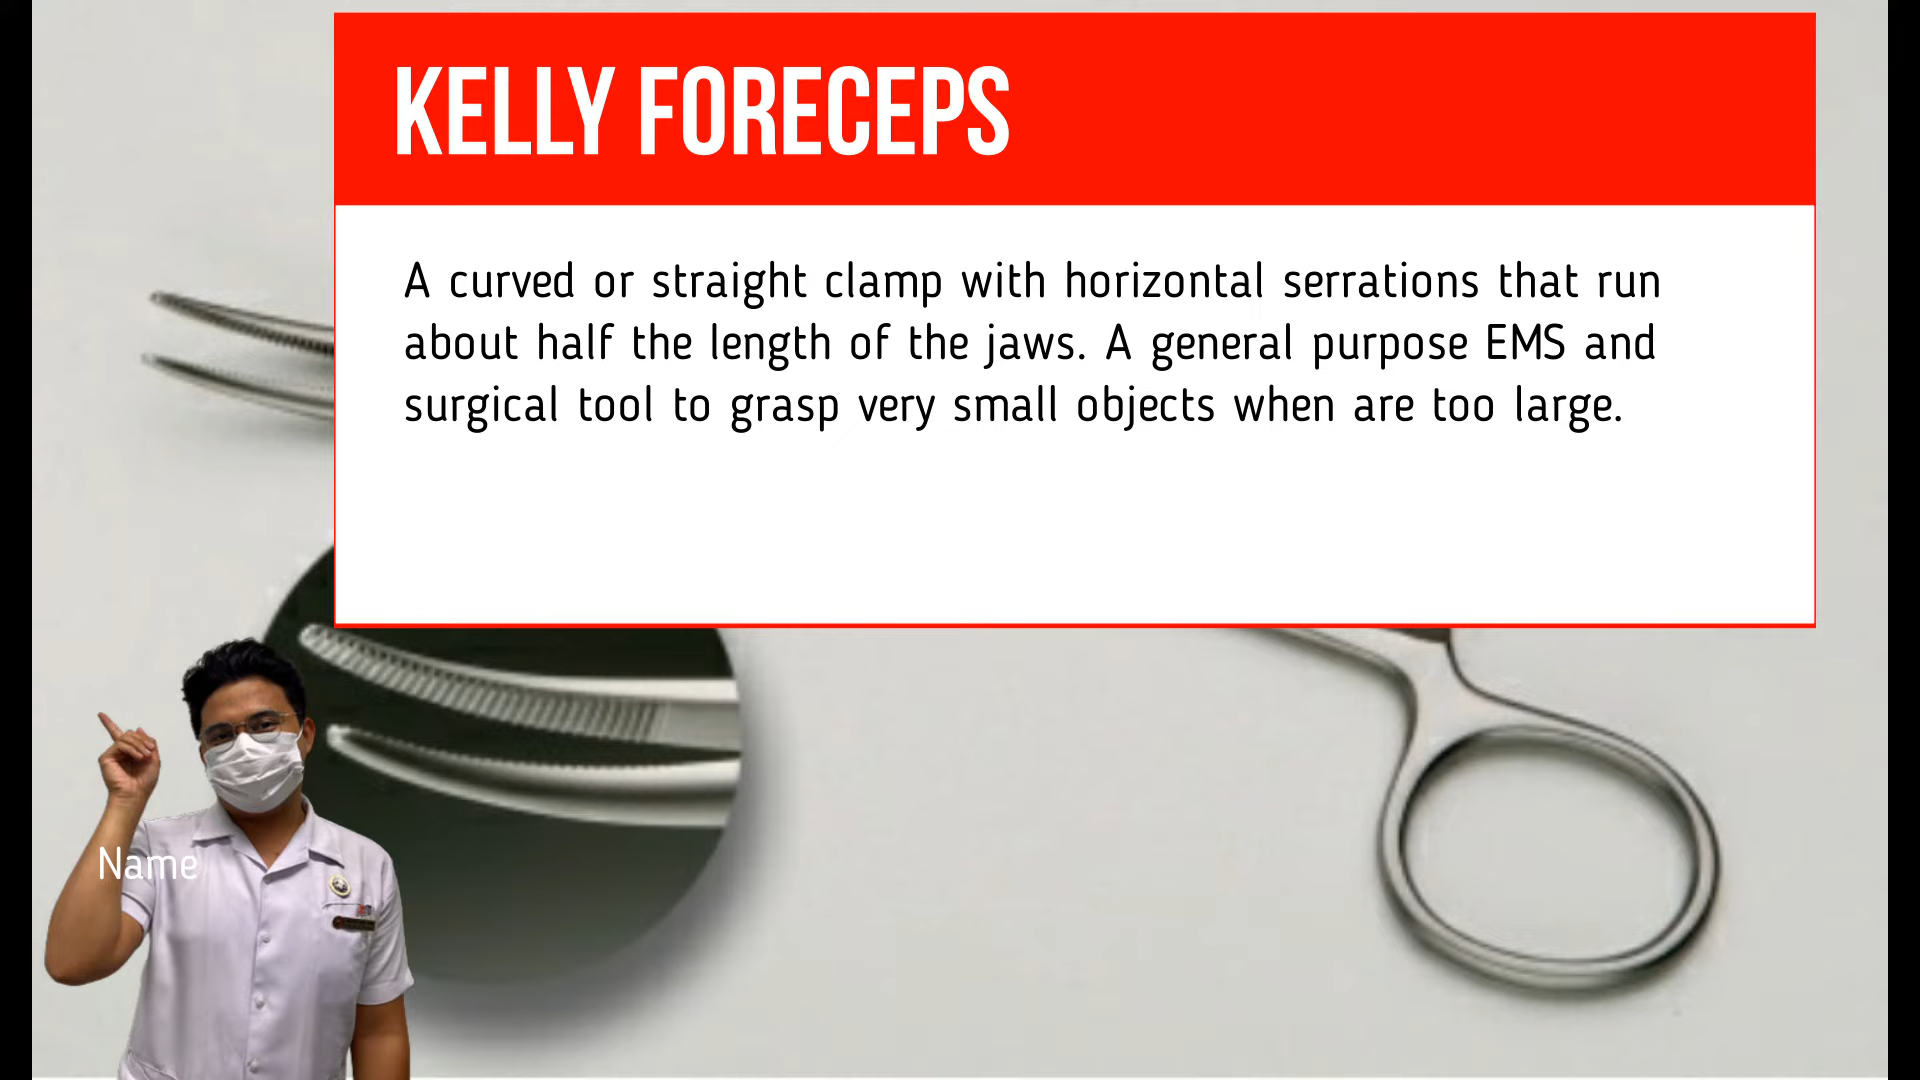 KELLY FORECEPS
A curved or straight clamp with horizontal serrations that run
about half the length of the jaws. A general purpose EMS and
surgical tool to grasp very small objects when are too large.
Name